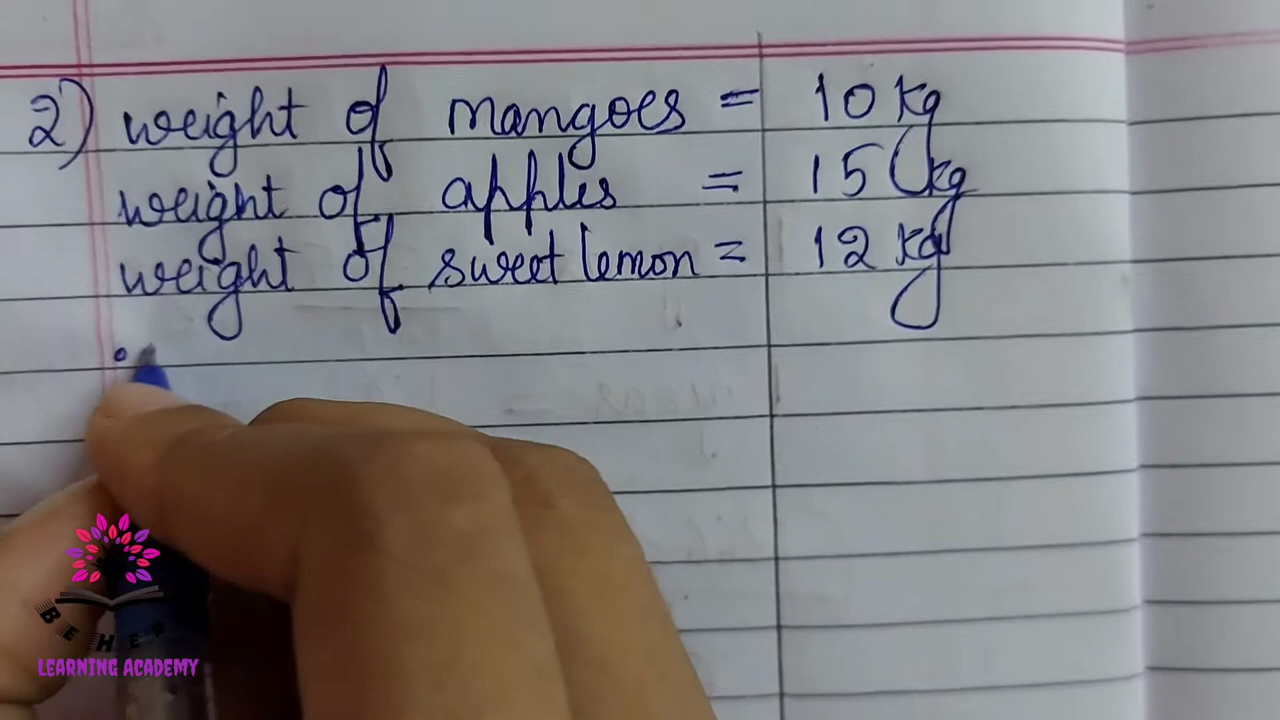 2) weight of mangoes = 10 kg
weight of apples = 15 kg
weight of sweet lemon = 12 kg
BEHER
LEARNING ACADEMY